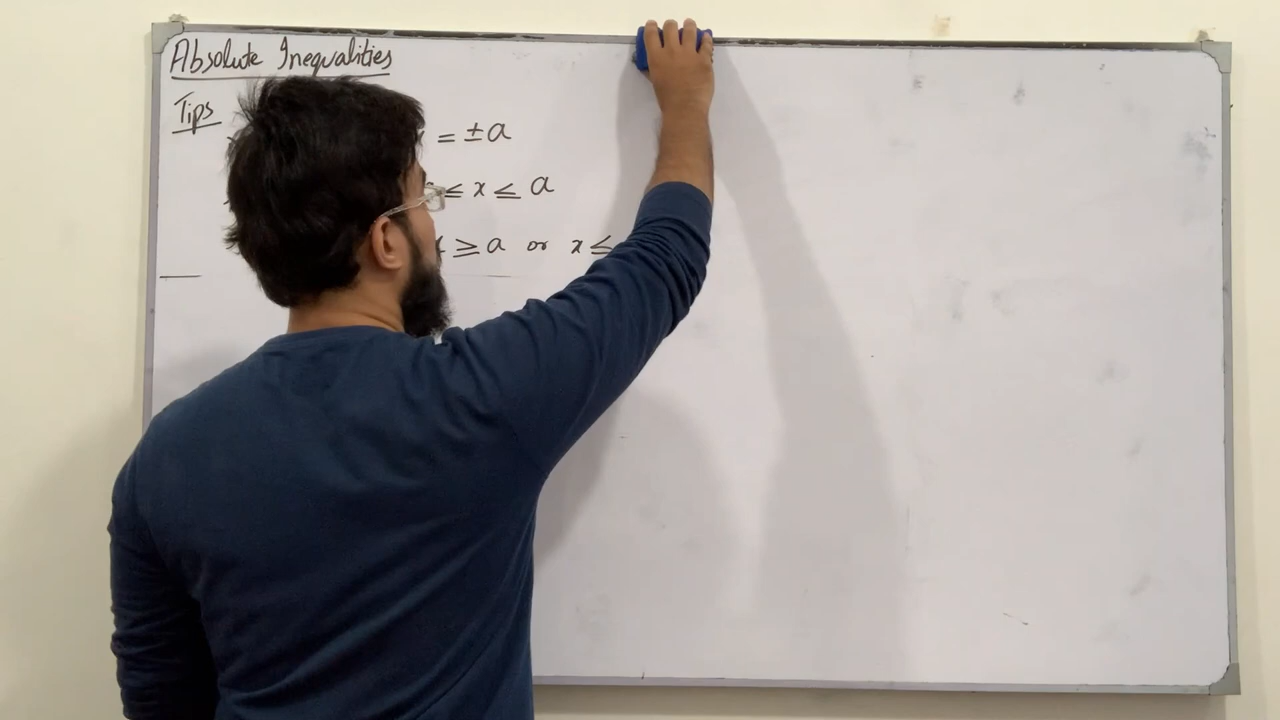 Absolute Inequalities
Tips
= ±a
≤ x ≤ a
≥ a or x ≤